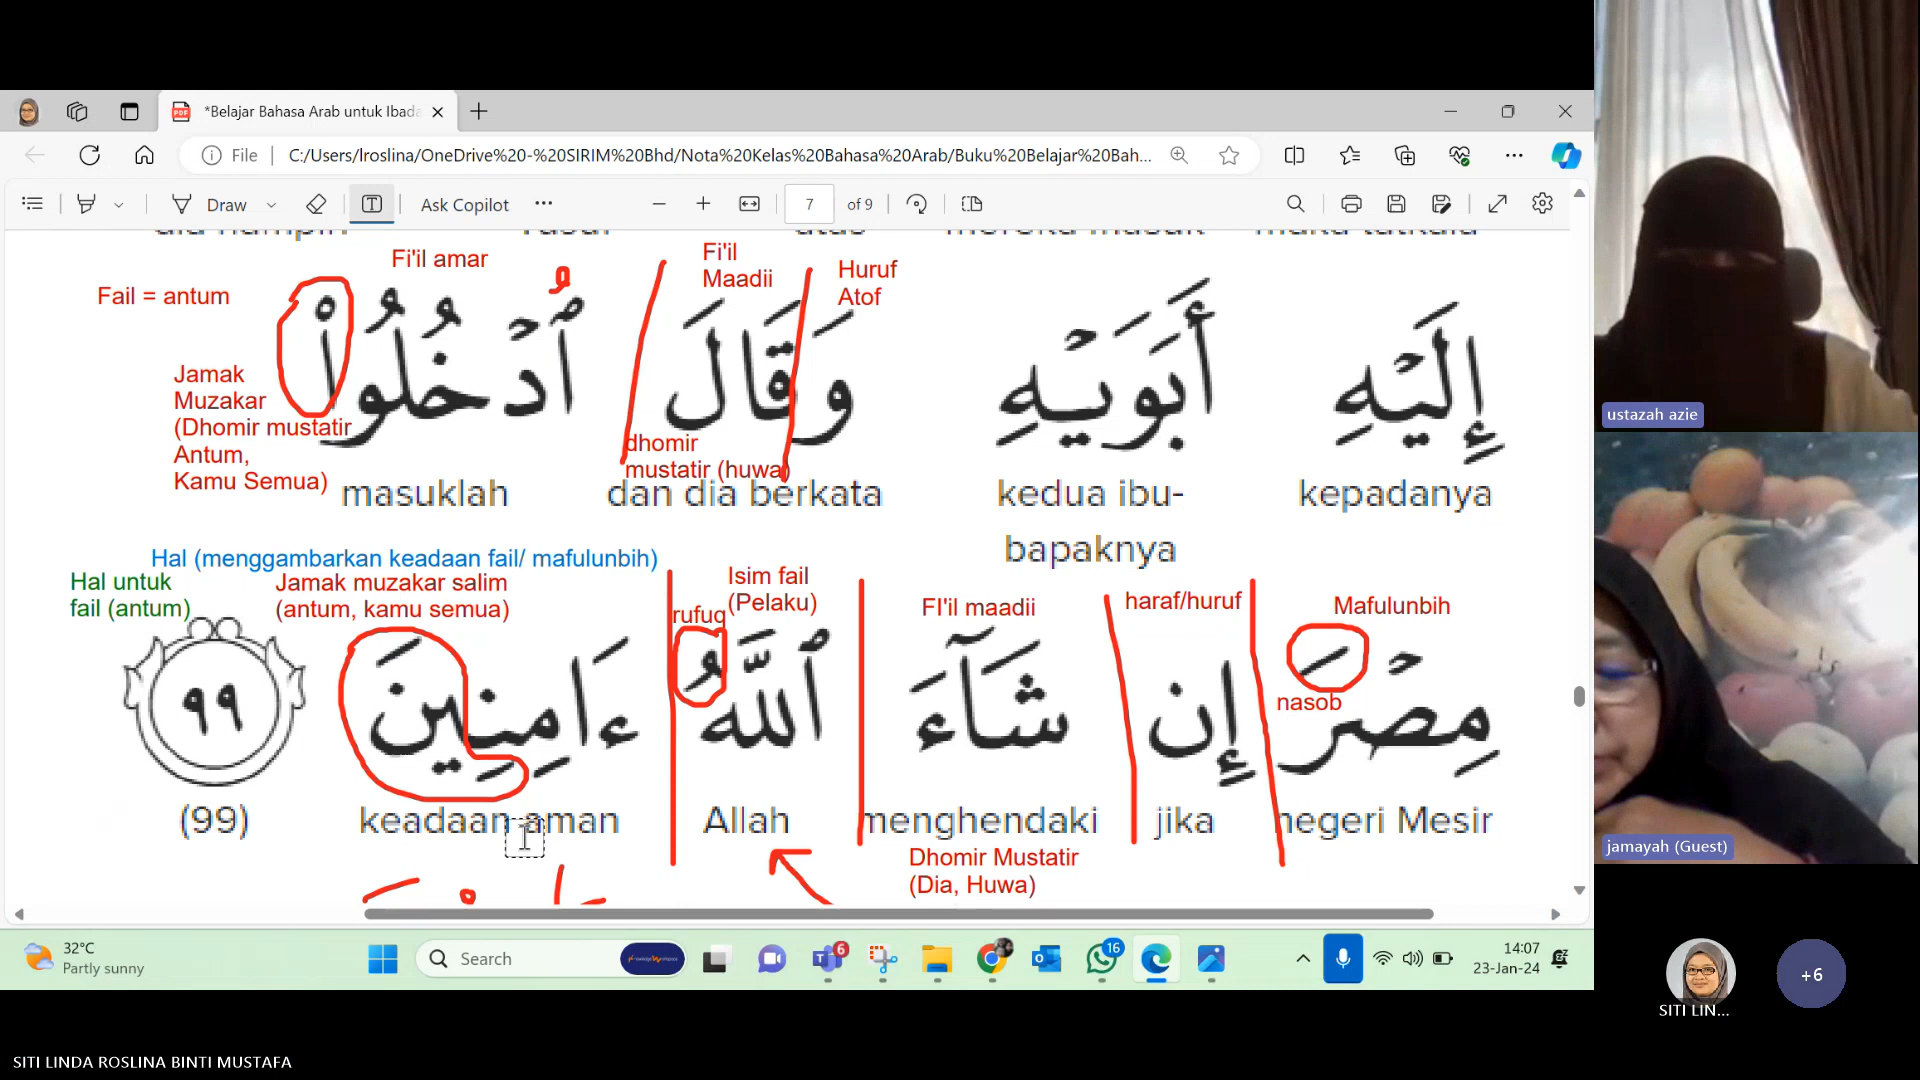 *Belajar Bahasa Arab untuk Ibada
File
C:/Users/lroslina/OneDrive%20-%20SIRIM%20Bhd/Nota%20Kelas%20Bahasa%20Arab/Buku%20Belajar%20Bah...
Draw
Ask Copilot
7
of 9
Fail = antum
Fi'il amar
Fi'il
Maadii
Huruf
Atof
إِلَيْهِ
أَبَوَيْهِ
وَقَالَ
ٱدْخُلُوا۟
Jamak
Muzakar
(Dhomir mustatir
Antum,
Kamu Semua)
dhomir
mustatir (huwa)
masuklah
dan dia berkata
kedua ibu-
bapaknya
kepadanya
Hal (menggambarkan keadaan fail/ mafulunbih)
Hal untuk
fail (antum)
Jamak muzakar salim
(antum, kamu semua)
rufuq
Isim fail
(Pelaku)
FI'il maadii
haraf/huruf
Mafulunbih
nasob
مِصْرَ
إِن
شَآءَ
ٱللَّهُ
ءَامِنِينَ
٩٩
(99)
keadaan aman
Allah
menghendaki
jika
negeri Mesir
Dhomir Mustatir
(Dia, Huwa)
32°C
Partly sunny
Search
6
16
14:07
23-Jan-24
ustazah azie
jamayah (Guest)
SITI LIN...
+6
SITI LINDA ROSLINA BINTI MUSTAFA